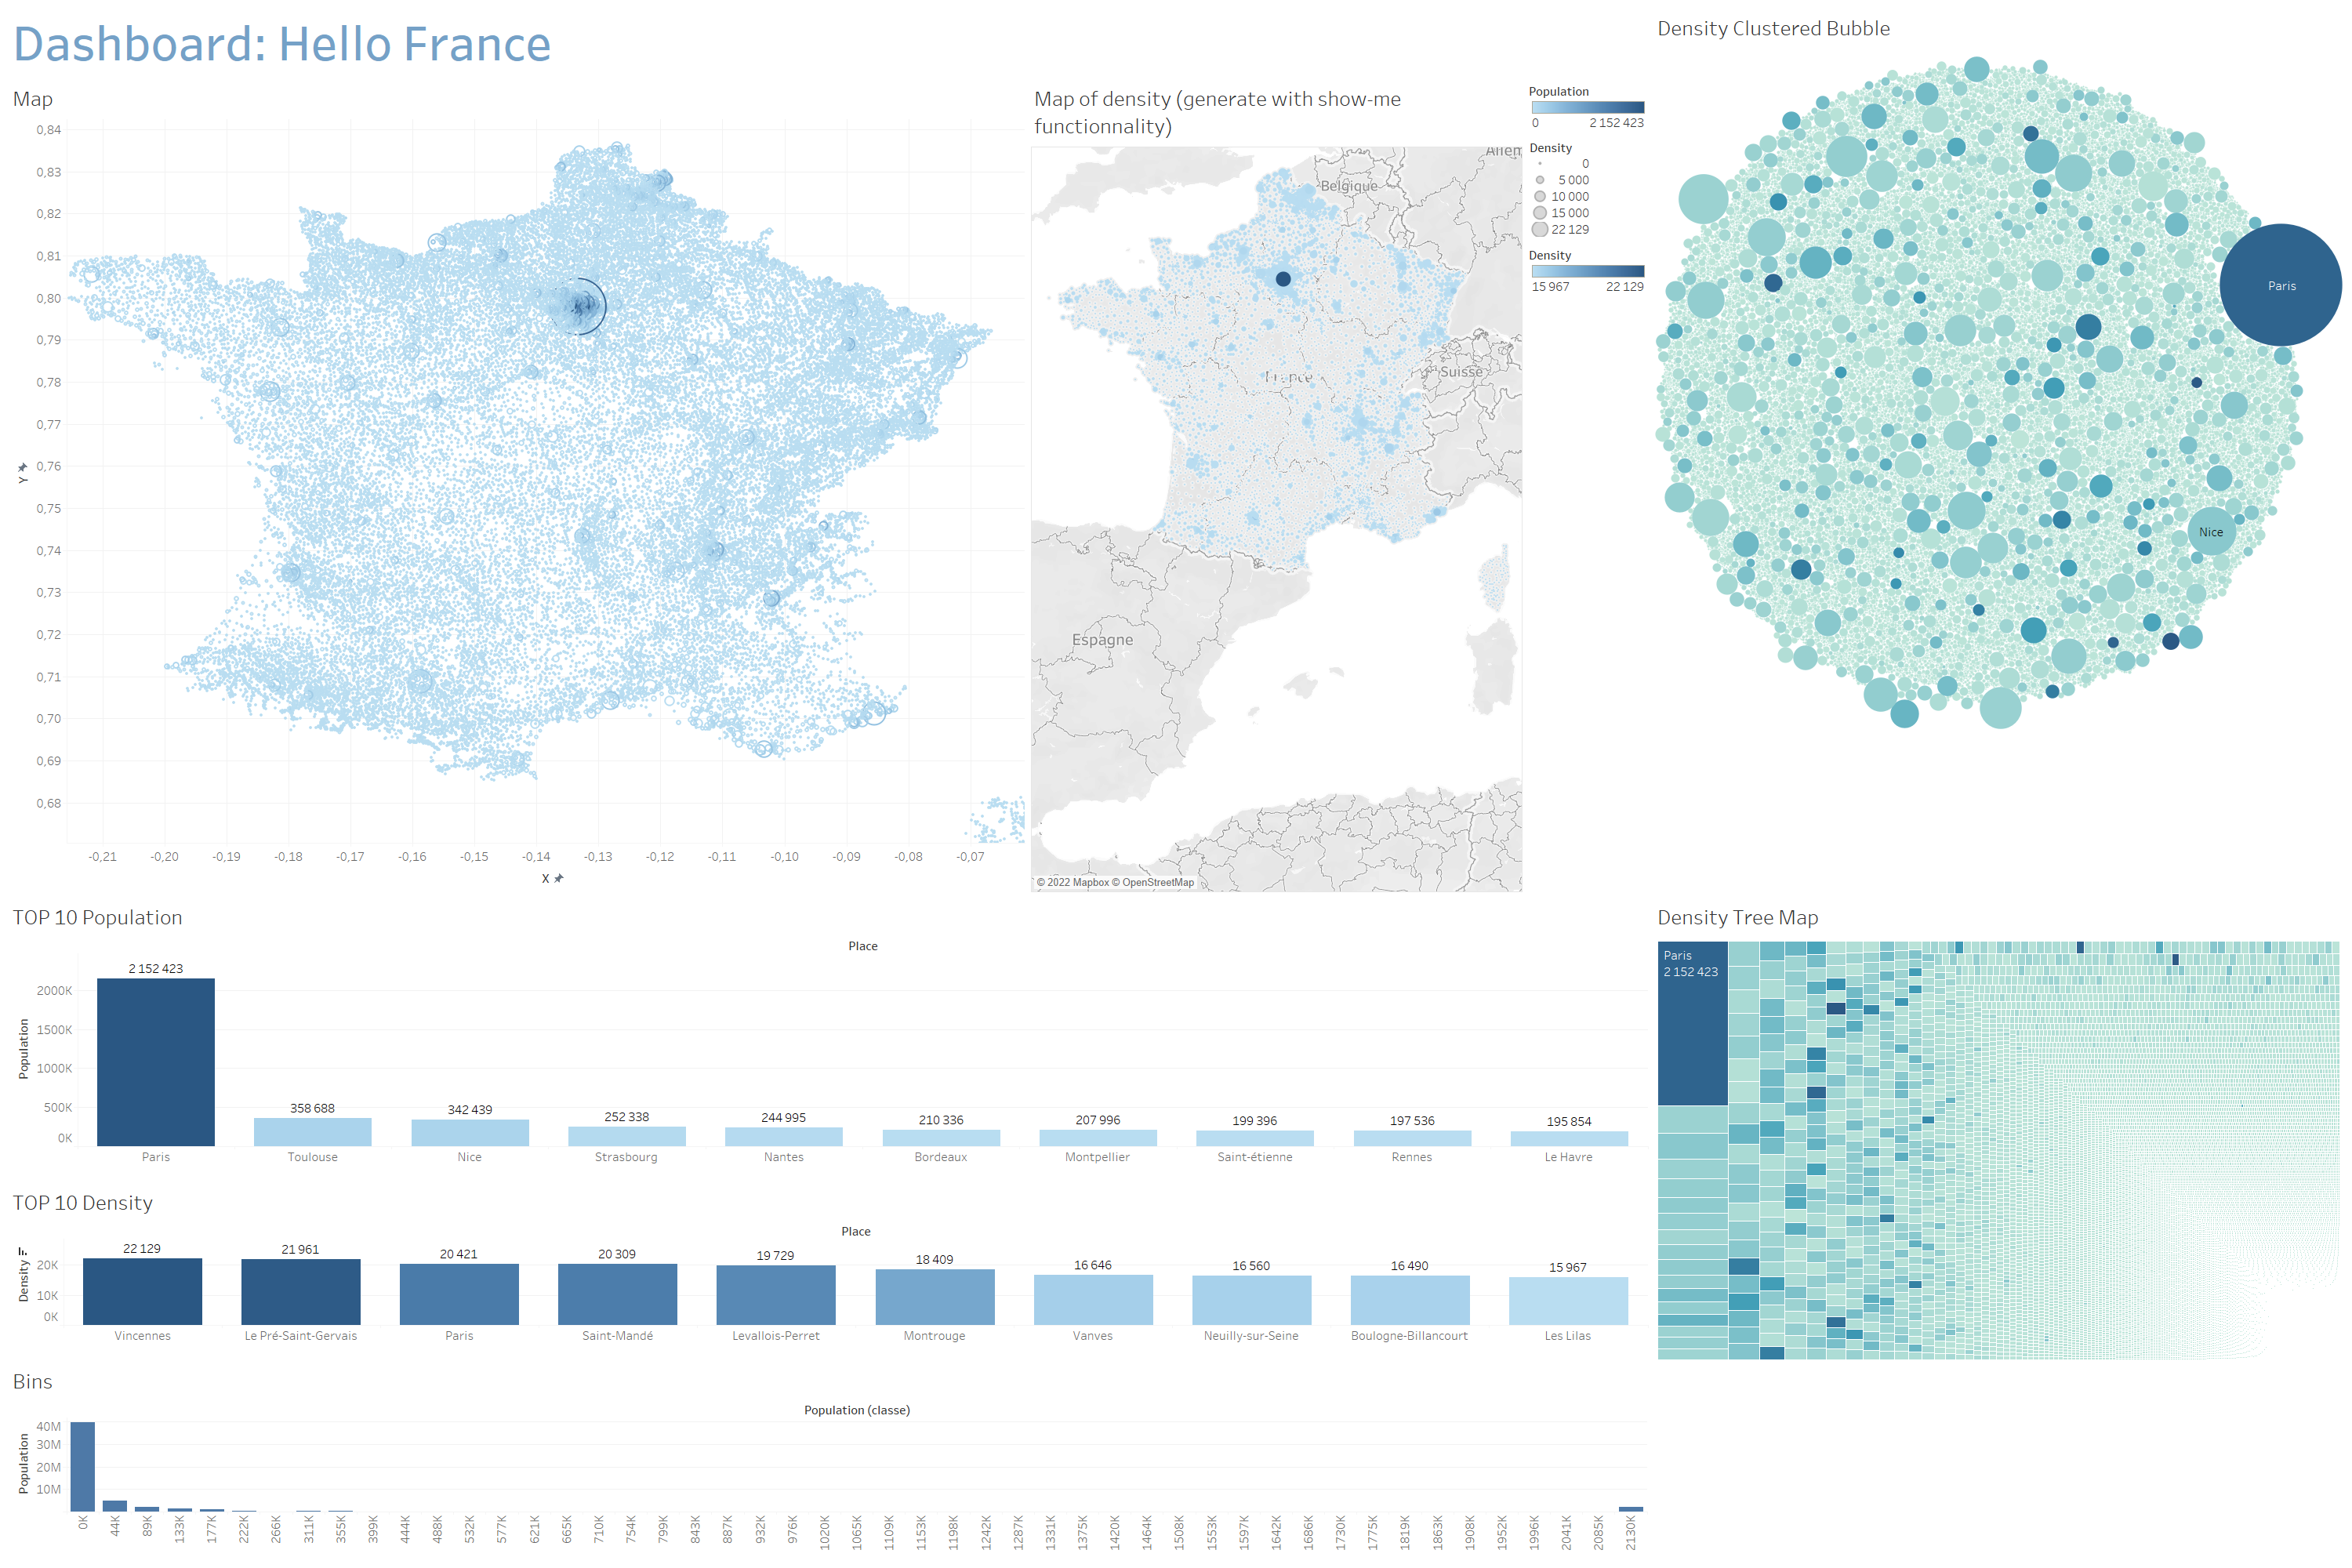 Dashboard: Hello France
Map
0,84
0,83
0,82
0,81
0,80
0,79
0,78
0,77
0,76
0,75
0,74
0,73
0,72
0,71
0,70
0,69
0,68
Y
-0,21 -0,20 -0,19 -0,18 -0,17 -0,16 -0,15 -0,14 -0,13 -0,12 -0,11 -0,10 -0,09 -0,08 -0,07
X
Map of density (generate with show-me
functionnality)
Belgique
France
Suisse
Espagne
© 2022 Mapbox © OpenStreetMap
Population
0 2 152 423
Density
0
5 000
10 000
15 000
22 129
Density
15 967 22 129
Density Clustered Bubble
Paris
Nice
TOP 10 Population
Place
Population
2000K
1500K
1000K
500K
0K
2 152 423 358 688 342 439 252 338 244 995 210 336 207 996 199 396 197 536 195 854
Paris Toulouse Nice Strasbourg Nantes Bordeaux Montpellier Saint-étienne Rennes Le Havre
TOP 10 Density
Place
Density
20K
10K
0K
22 129 21 961 20 421 20 309 19 729 18 409 16 646 16 560 16 490 15 967
Vincennes Le Pré-Saint-Gervais Paris Saint-Mandé Levallois-Perret Montrouge Vanves Neuilly-sur-Seine Boulogne-Billancourt Les Lilas
Bins
Population (classe)
Population
40M
30M
20M
10M
0K 44K 89K 133K 177K 222K 266K 311K 355K 399K 444K 488K 532K 577K 621K 665K 710K 754K 799K 843K 887K 932K 976K 1020K 1065K 1109K 1153K 1198K 1242K 1287K 1331K 1375K 1420K 1464K 1508K 1553K 1597K 1642K 1686K 1730K 1775K 1819K 1863K 1908K 1952K 1996K 2041K 2085K 2130K
Density Tree Map
Paris
2 152 423